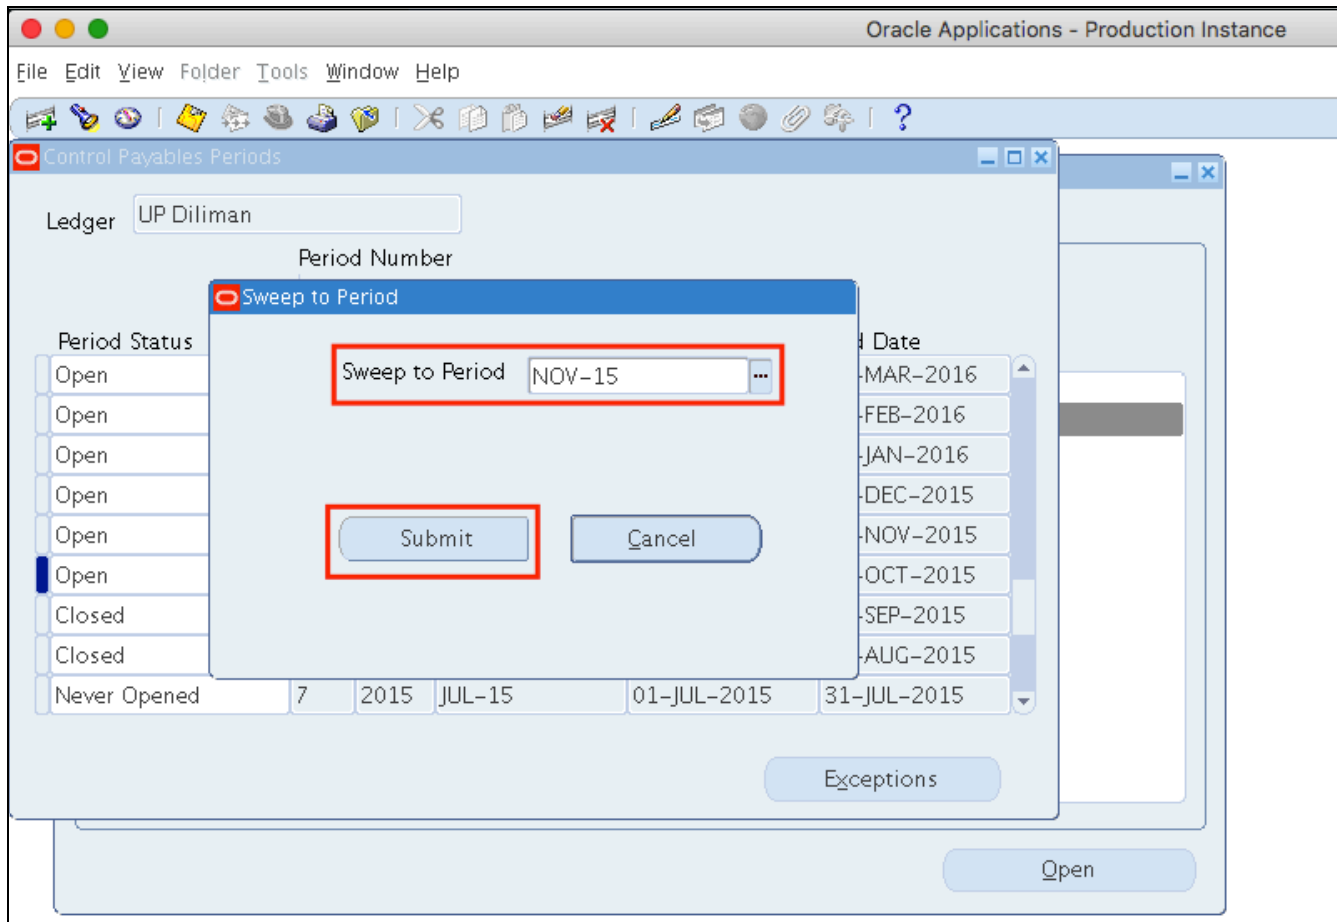 Oracle Applications - Production Instance
File Edit View Folder Tools Window Help
Control Payables Periods
Ledger UP Diliman
Period Number
Sweep to Period
Period Status d Date
Sweep to Period NOV-15 ...
Open -MAR-2016
Open -FEB-2016
Open -JAN-2016
Open -DEC-2015
Open -NOV-2015
Submit Cancel
Open -OCT-2015
Closed -SEP-2015
Closed -AUG-2015
Never Opened 7 2015 JUL-15 01-JUL-2015 31-JUL-2015
Exceptions
Open